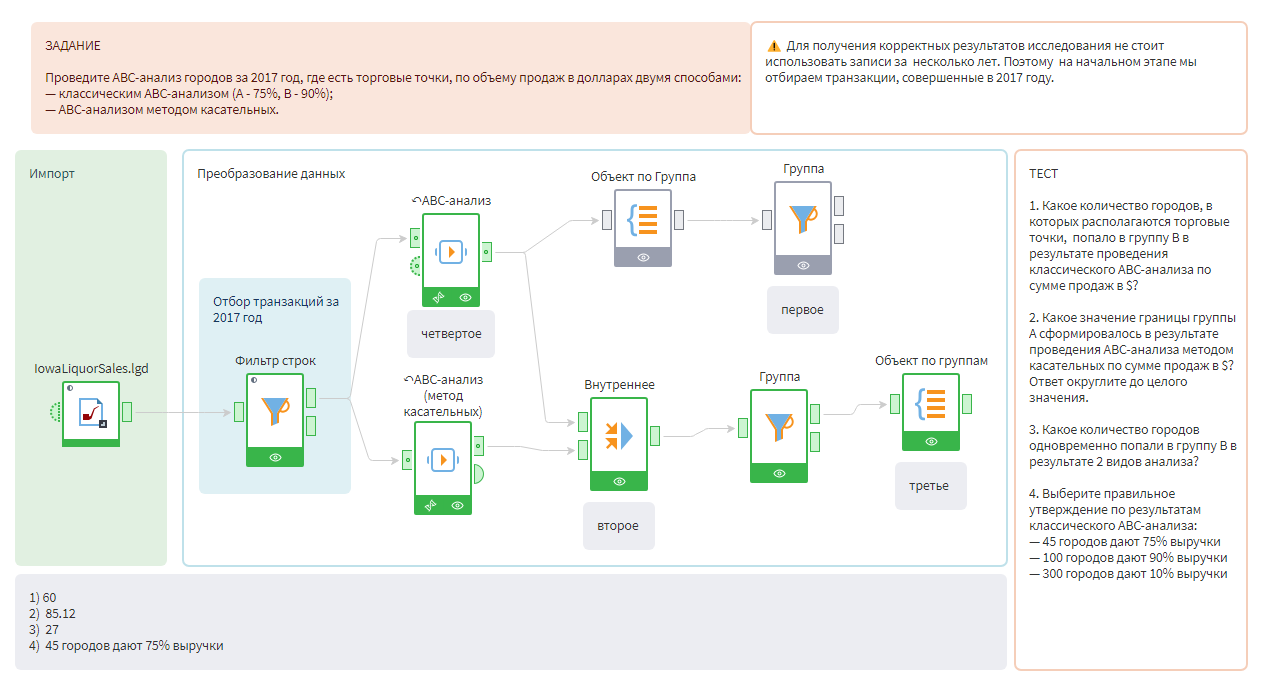 ЗАДАНИЕ
Проведите АВС-анализ городов за 2017 год, где есть торговые точки, по объему продаж в долларах двумя способами:
— классическим АВС-анализом (А - 75%, В - 90%);
— АВС-анализом методом касательных.
⚠ Для получения корректных результатов исследования не стоит
использовать записи за несколько лет. Поэтому на начальном этапе мы
отбираем транзакции, совершенные в 2017 году.
Импорт
IowaLiquorSales.lgd
Преобразование данных
Отбор транзакций за
2017 год
Фильтр строк
АВС-анализ
четвертое
АВС-анализ
(метод
касательных)
Объект по Группа
Группа
первое
Внутреннее
второе
Группа
Объект по группам
третье
ТЕСТ
1. Какое количество городов, в
которых располагаются торговые
точки, попало в группу В в
результате проведения
классического АВС-анализа по
сумме продаж в $?
2. Какое значение границы группы
А сформировалось в результате
проведения АВС-анализа методом
касательных по сумме продаж в $?
Ответ округлите до целого
значения.
3. Какое количество городов
одновременно попали в группу В в
результате 2 видов анализа?
4. Выберите правильное
утверждение по результатам
классического АВС-анализа:
— 45 городов дают 75% выручки
— 100 городов дают 90% выручки
— 300 городов дают 10% выручки
1) 60
2) 85.12
3) 27
4) 45 городов дают 75% выручки